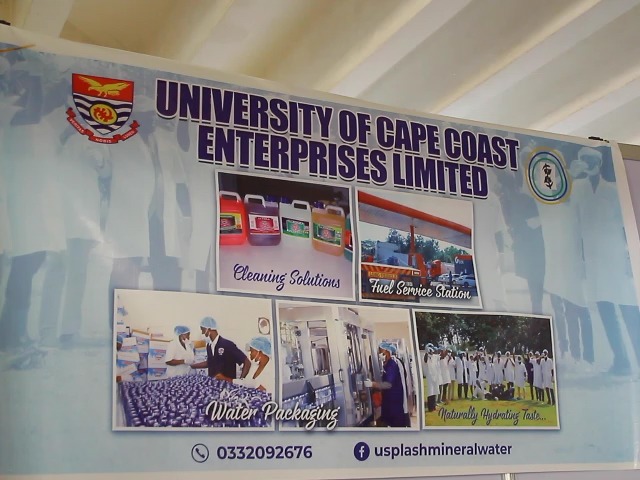 UNIVERSITY OF CAPE COAST
ENTERPRISES LIMITED
Cleaning Solutions
Fuel Service Station
Water Packaging
Naturally Hydrating Taste...
0332092676
usplashmineralwater